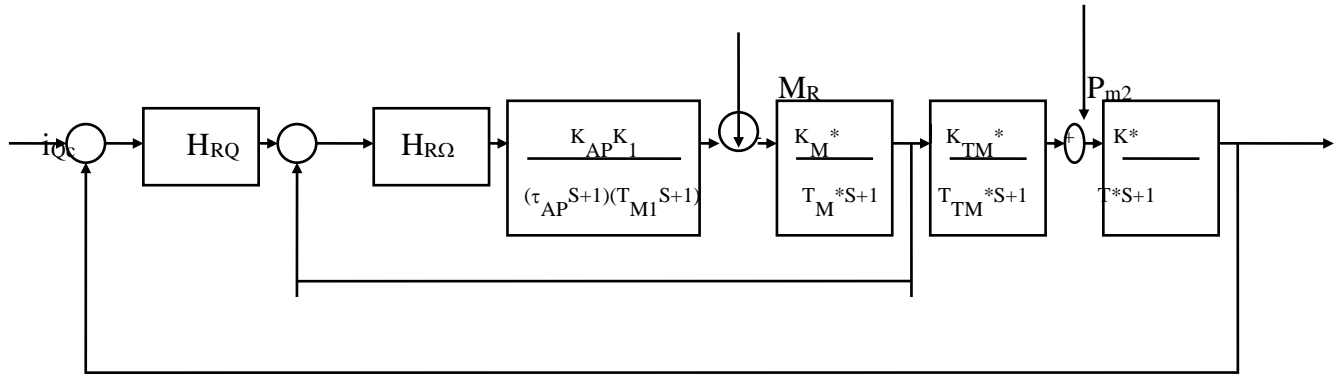 M_R
P_m2
i_Qc
H_RQ
H_RΩ
K_AP K_1
(τ_AP S+1)(T_M1 S+1)
-
K_M*
T_M*S+1
K_TM*
T_TM*S+1
+
K*
T*S+1